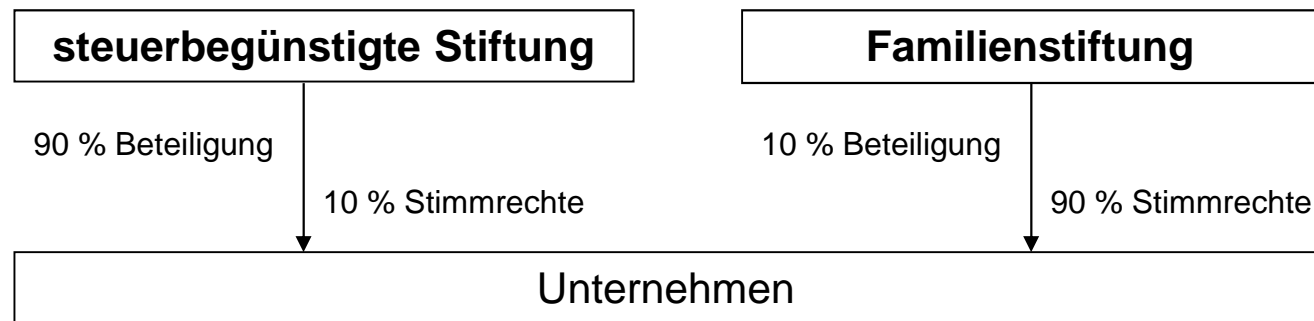 steuerbegünstigte Stiftung
Familienstiftung
90 % Beteiligung
10 % Beteiligung
10 % Stimmrechte
90 % Stimmrechte
Unternehmen